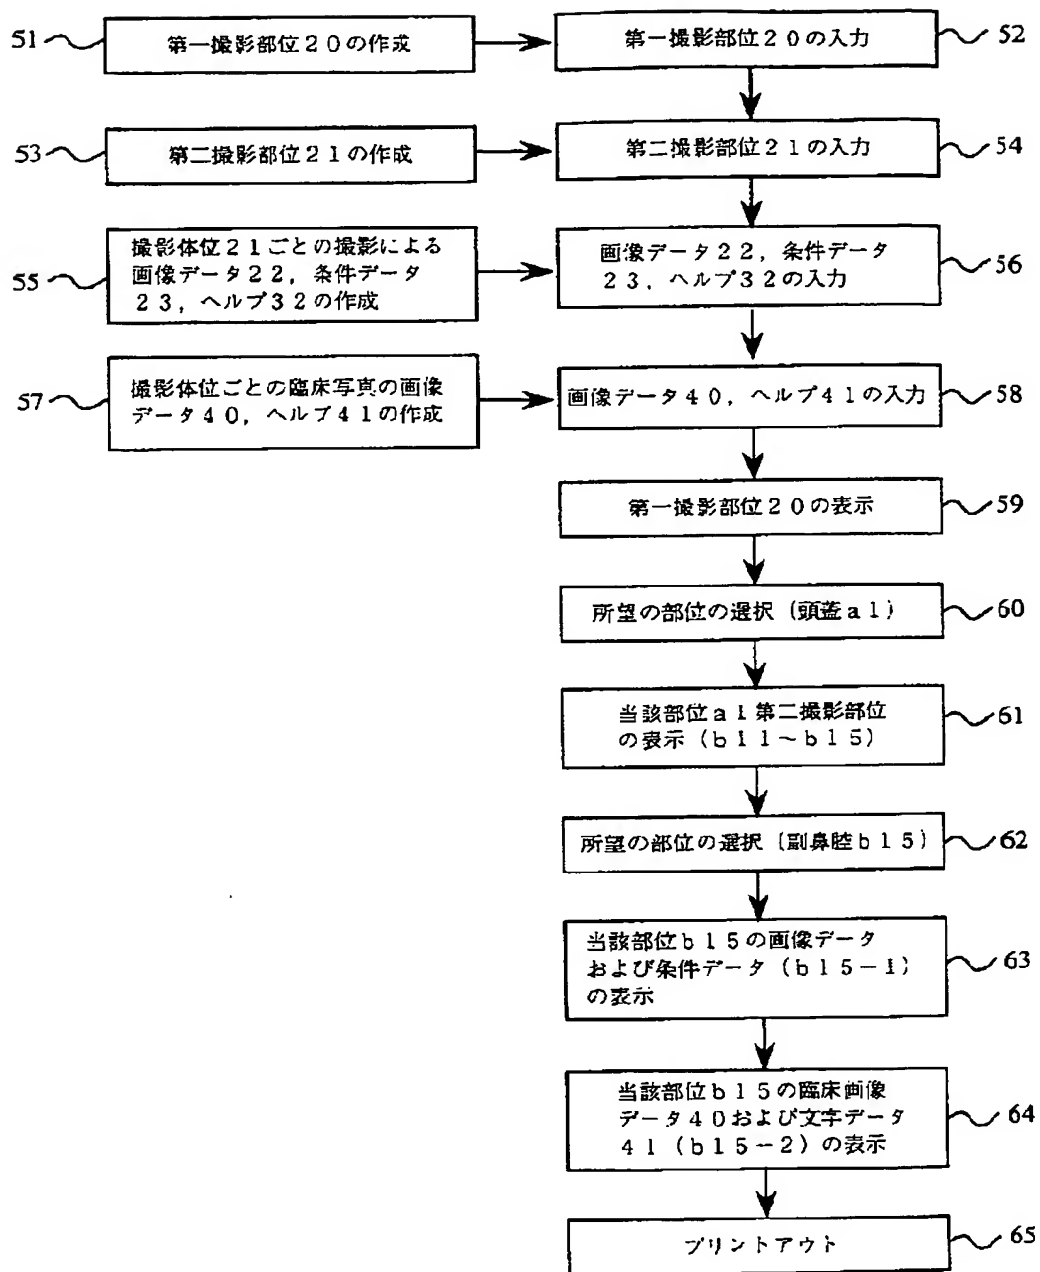 51
第一撮影部位20の作成
第一撮影部位20の入力
52
53
第二撮影部位21の作成
第二撮影部位21の入力
54
55
撮影体位21ごとの撮影による
画像データ22，条件データ
23，ヘルプ32の作成
画像データ22，条件データ
23，ヘルプ32の入力
56
57
撮影体位ごとの臨床写真の画像
データ40，ヘルプ41の作成
画像データ40，ヘルプ41の入力
58
第一撮影部位20の表示
59
所望の部位の選択（頭蓋a1）
60
当該部位a1第二撮影部位
の表示（b11～b15）
61
所望の部位の選択（副鼻腔b15）
62
当該部位b15の画像データ
および条件データ（b15－1）
の表示
63
当該部位b15の臨床画像
データ40および文字データ
41（b15－2）の表示
64
プリントアウト
65